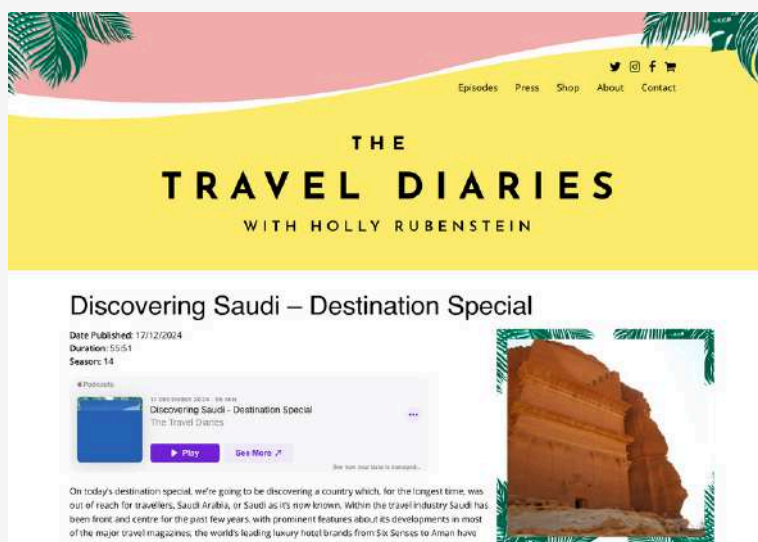 Episodes Press Shop About Contact
THE
TRAVEL DIARIES
WITH HOLLY RUBENSTEIN
Discovering Saudi – Destination Special
Date Published: 17/12/2024
Duration: 55:51
Season: 14
Podcasts
17 DECEMBER 2024 · 56 MIN
Discovering Saudi - Destination Special
The Travel Diaries
Play See More
On today's destination special, we're going to be discovering a country which, for the longest time, was
out of reach for travellers, Saudi Arabia, or Saudi as it's now known. Within the travel industry Saudi has
been front and centre for the past few years, with prominent features about its developments in most
of the major travel magazines; the world's leading luxury hotel brands from Six Senses to Aman have